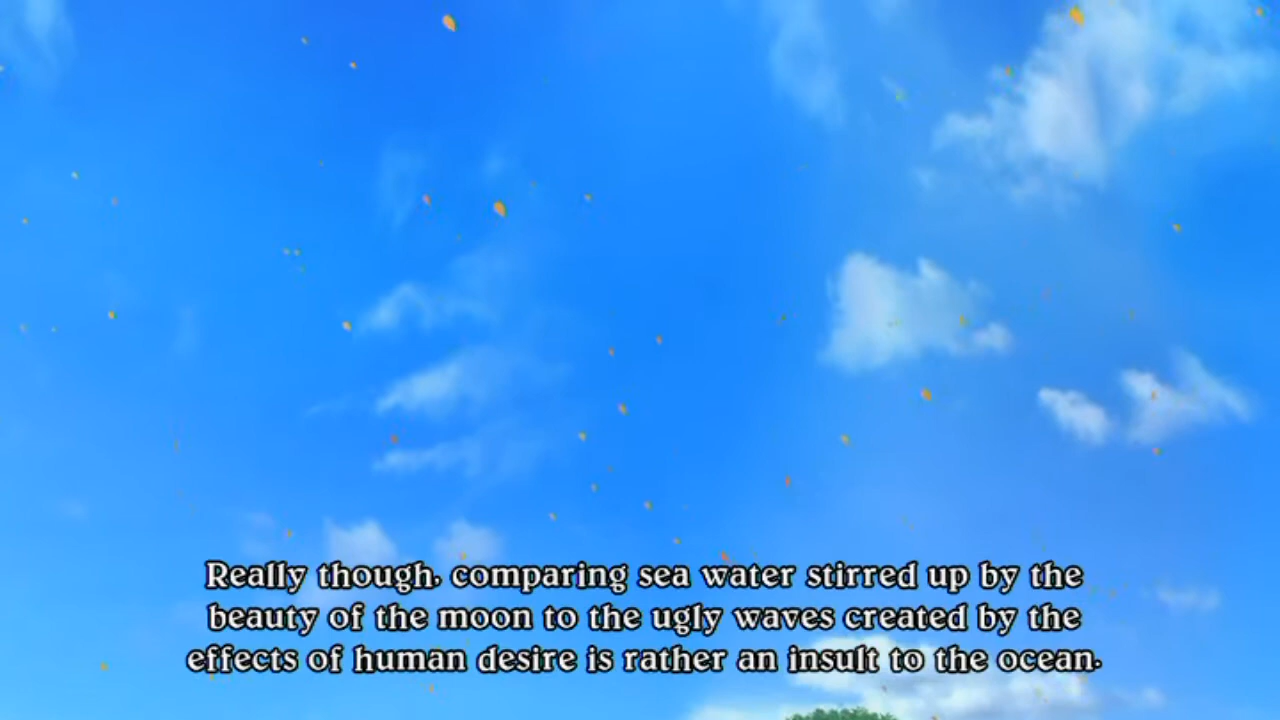 Really though, comparing sea water stirred up by the
beauty of the moon to the ugly waves created by the
effects of human desire is rather an insult to the ocean.